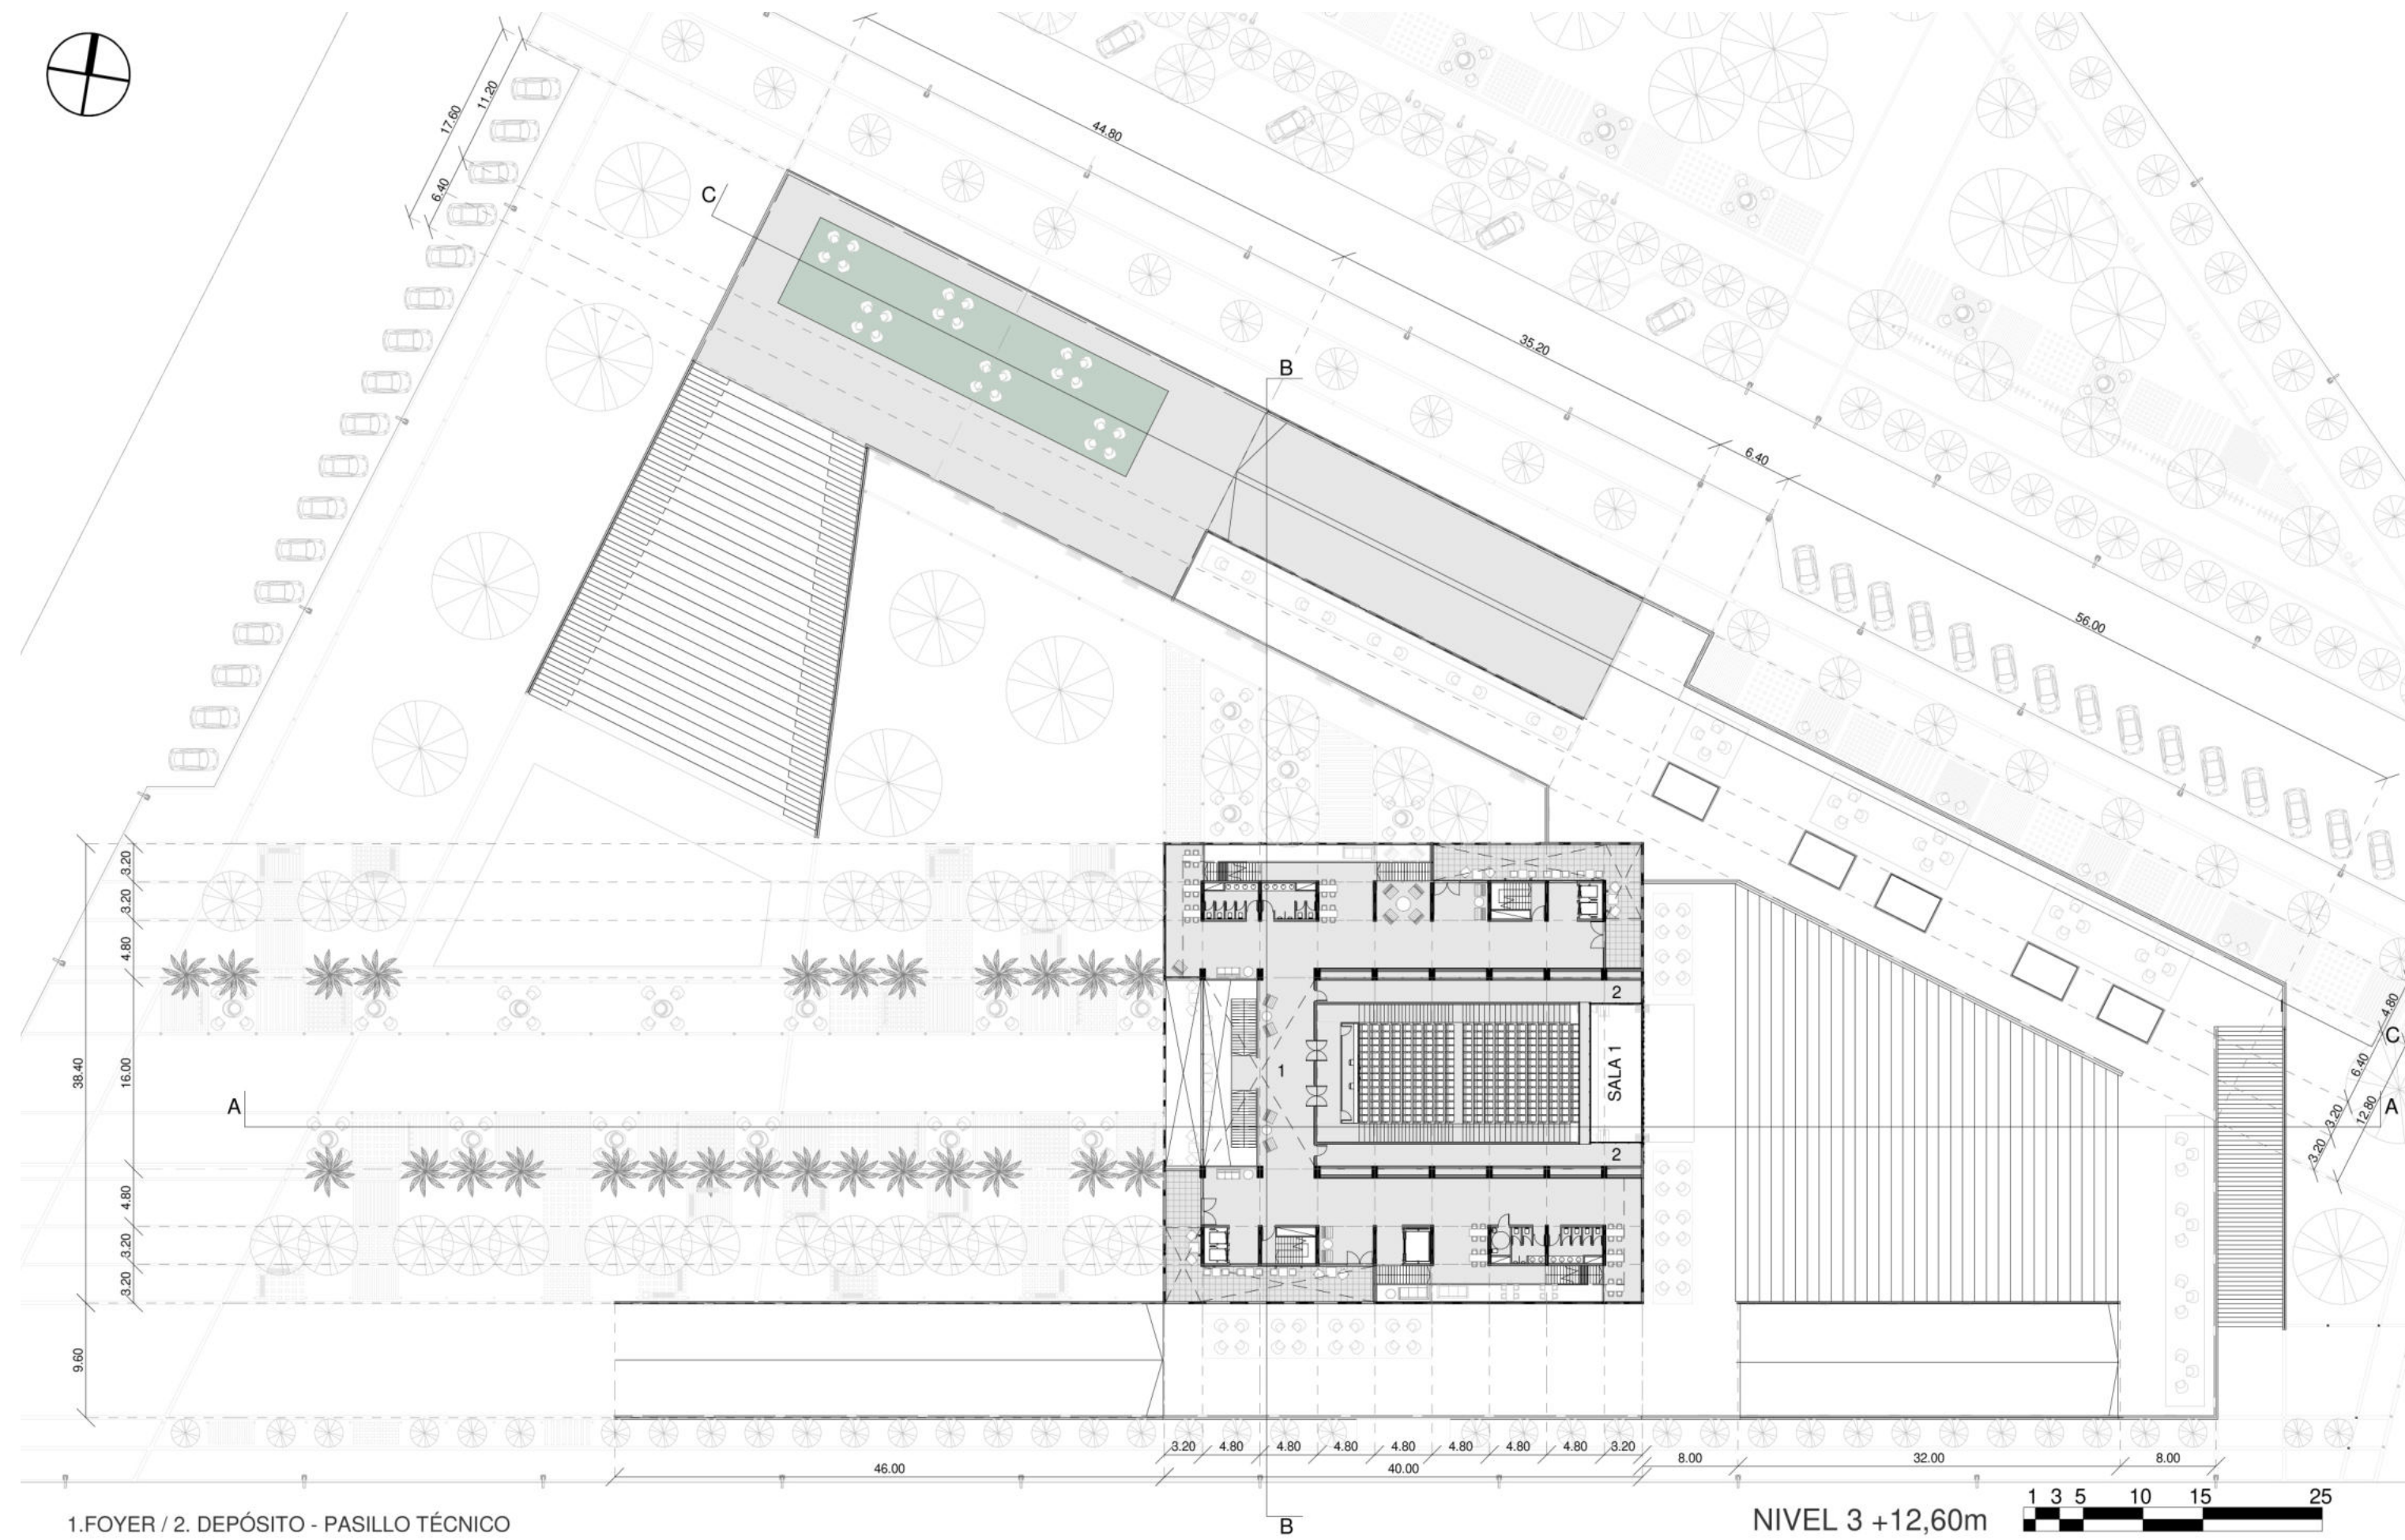 17.60
11.20
6.40
44.80
35.20
6.40
56.00
C
B
3.20
3.20
4.80
16.00
4.80
3.20
3.20
38.40
9.60
A
1
2
SALA 1
2
4.80
C
6.40
3.20
3.20
12.80
A
3.20 4.80 4.80 4.80 4.80 4.80 4.80 4.80 3.20
8.00 32.00 8.00
46.00 40.00
1.FOYER / 2. DEPÓSITO - PASILLO TÉCNICO
B
NIVEL 3 +12,60m
1 3 5 10 15 25